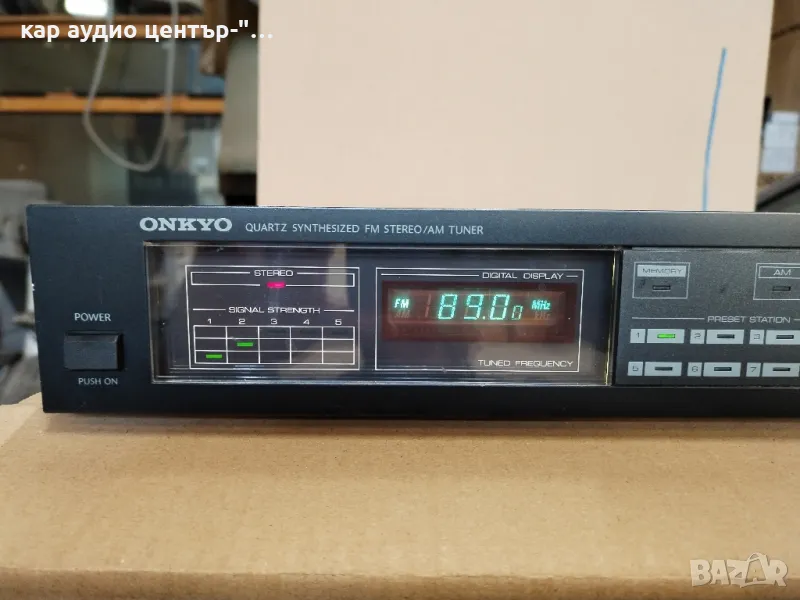 кар аудио център-"...
ONKYO QUARTZ SYNTHESIZED FM STEREO/AM TUNER
STEREO
SIGNAL STRENGTH
1 2 3 4 5
POWER
PUSH ON
DIGITAL DISPLAY
FM 89.00 MHz
TUNED FREQUENCY
MEMORY AM
PRESET STATION
1 2 3
5 6 7
BAZAR